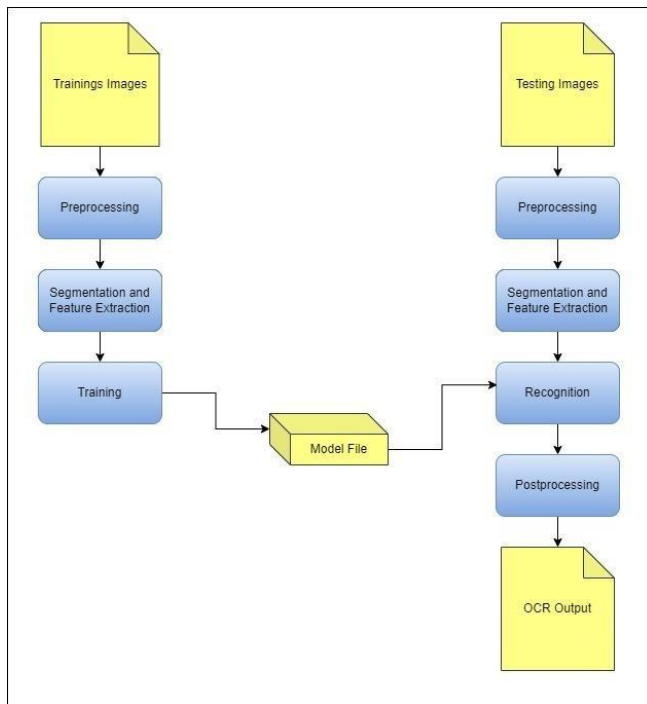 Trainings Images
Preprocessing
Segmentation and
Feature Extraction
Training
Model File
Testing Images
Preprocessing
Segmentation and
Feature Extraction
Recognition
Postprocessing
OCR Output